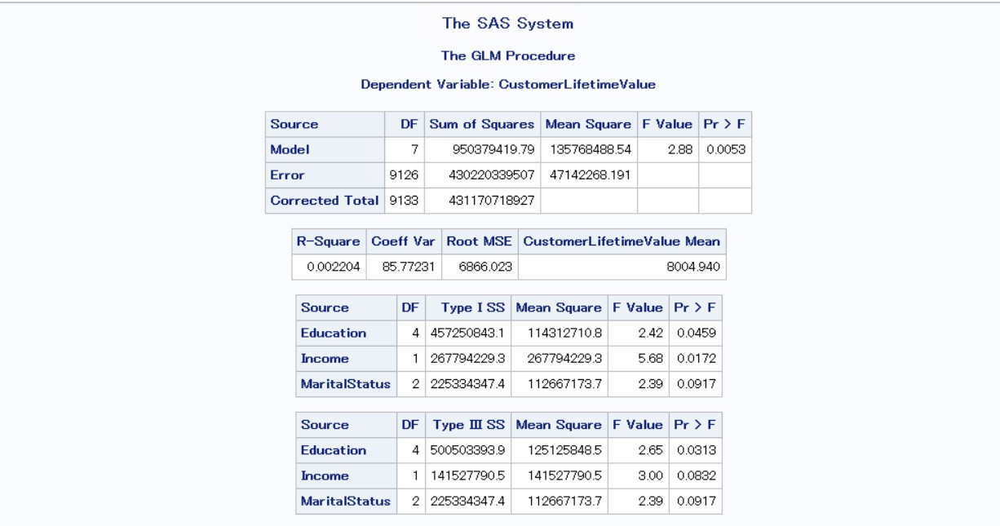 The SAS System
The GLM Procedure
Dependent Variable: CustomerLifetimeValue
Source DF Sum of Squares Mean Square F Value Pr > F
Model 7 950379419.79 135768488.54 2.88 0.0053
Error 9126 430220339507 47142268.191
Corrected Total 9133 431170718927
R-Square Coeff Var Root MSE CustomerLifetimeValue Mean
0.002204 85.77231 6866.023 8004.940
Source DF Type I SS Mean Square F Value Pr > F
Education 4 457250843.1 114312710.8 2.42 0.0459
Income 1 267794229.3 267794229.3 5.68 0.0172
MaritalStatus 2 225334347.4 112667173.7 2.39 0.0917
Source DF Type III SS Mean Square F Value Pr > F
Education 4 500503393.9 125125848.5 2.65 0.0313
Income 1 141527790.5 141527790.5 3.00 0.0832
MaritalStatus 2 225334347.4 112667173.7 2.39 0.0917